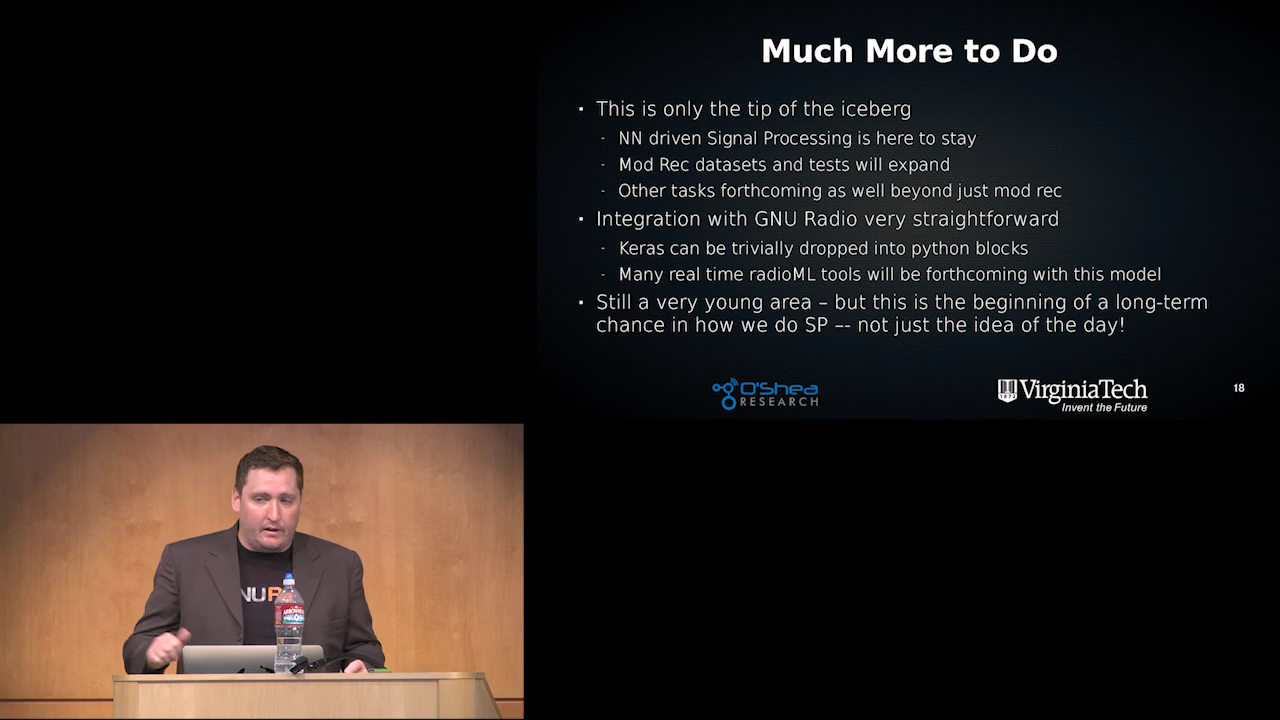 Much More to Do
· This is only the tip of the iceberg
- NN driven Signal Processing is here to stay
- Mod Rec datasets and tests will expand
- Other tasks forthcoming as well beyond just mod rec
· Integration with GNU Radio very straightforward
- Keras can be trivially dropped into python blocks
- Many real time radioML tools will be forthcoming with this model
· Still a very young area – but this is the beginning of a long-term
chance in how we do SP –- not just the idea of the day!
O'Shea
RESEARCH
1872
VirginiaTech
Invent the Future
18
NUR